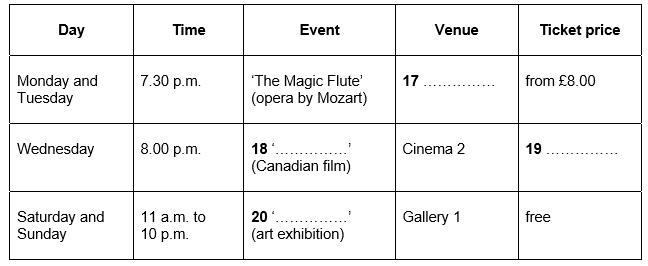 Day Time Event Venue Ticket price
Monday and Tuesday 7.30 p.m. ‘The Magic Flute’ (opera by Mozart) 17 …………… from £8.00
Wednesday 8.00 p.m. 18 ‘……………’ (Canadian film) Cinema 2 19 ……………
Saturday and Sunday 11 a.m. to 10 p.m. 20 ‘……………’ (art exhibition) Gallery 1 free